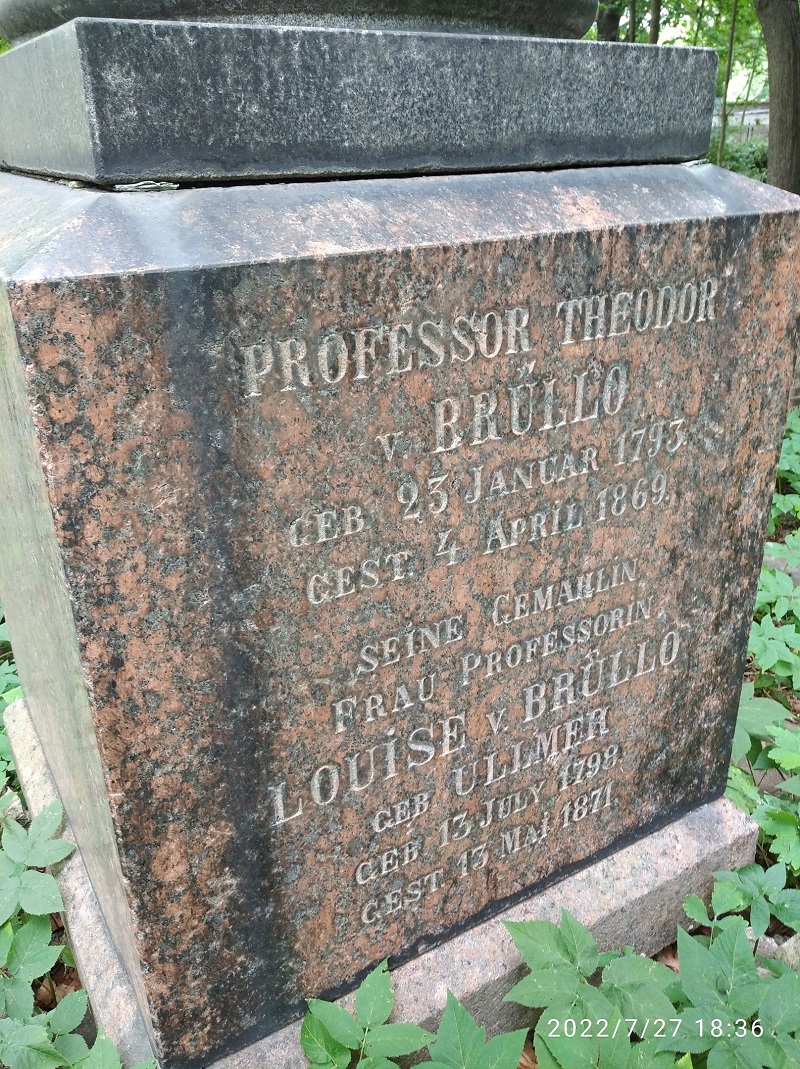 PROFESSOR THEODOR
v. BRÜLLO
GEB. 23 JANUAR 1793.
GEST. 4 APRIL 1869.
SEINE GEMAHLIN.
FRAU PROFESSORIN.
LOUISE v. BRÜLLO
GEB ULLMER
GEB 13 JULY 1799.
GEST 13 MAI 1871.
2022/7/27 18:36